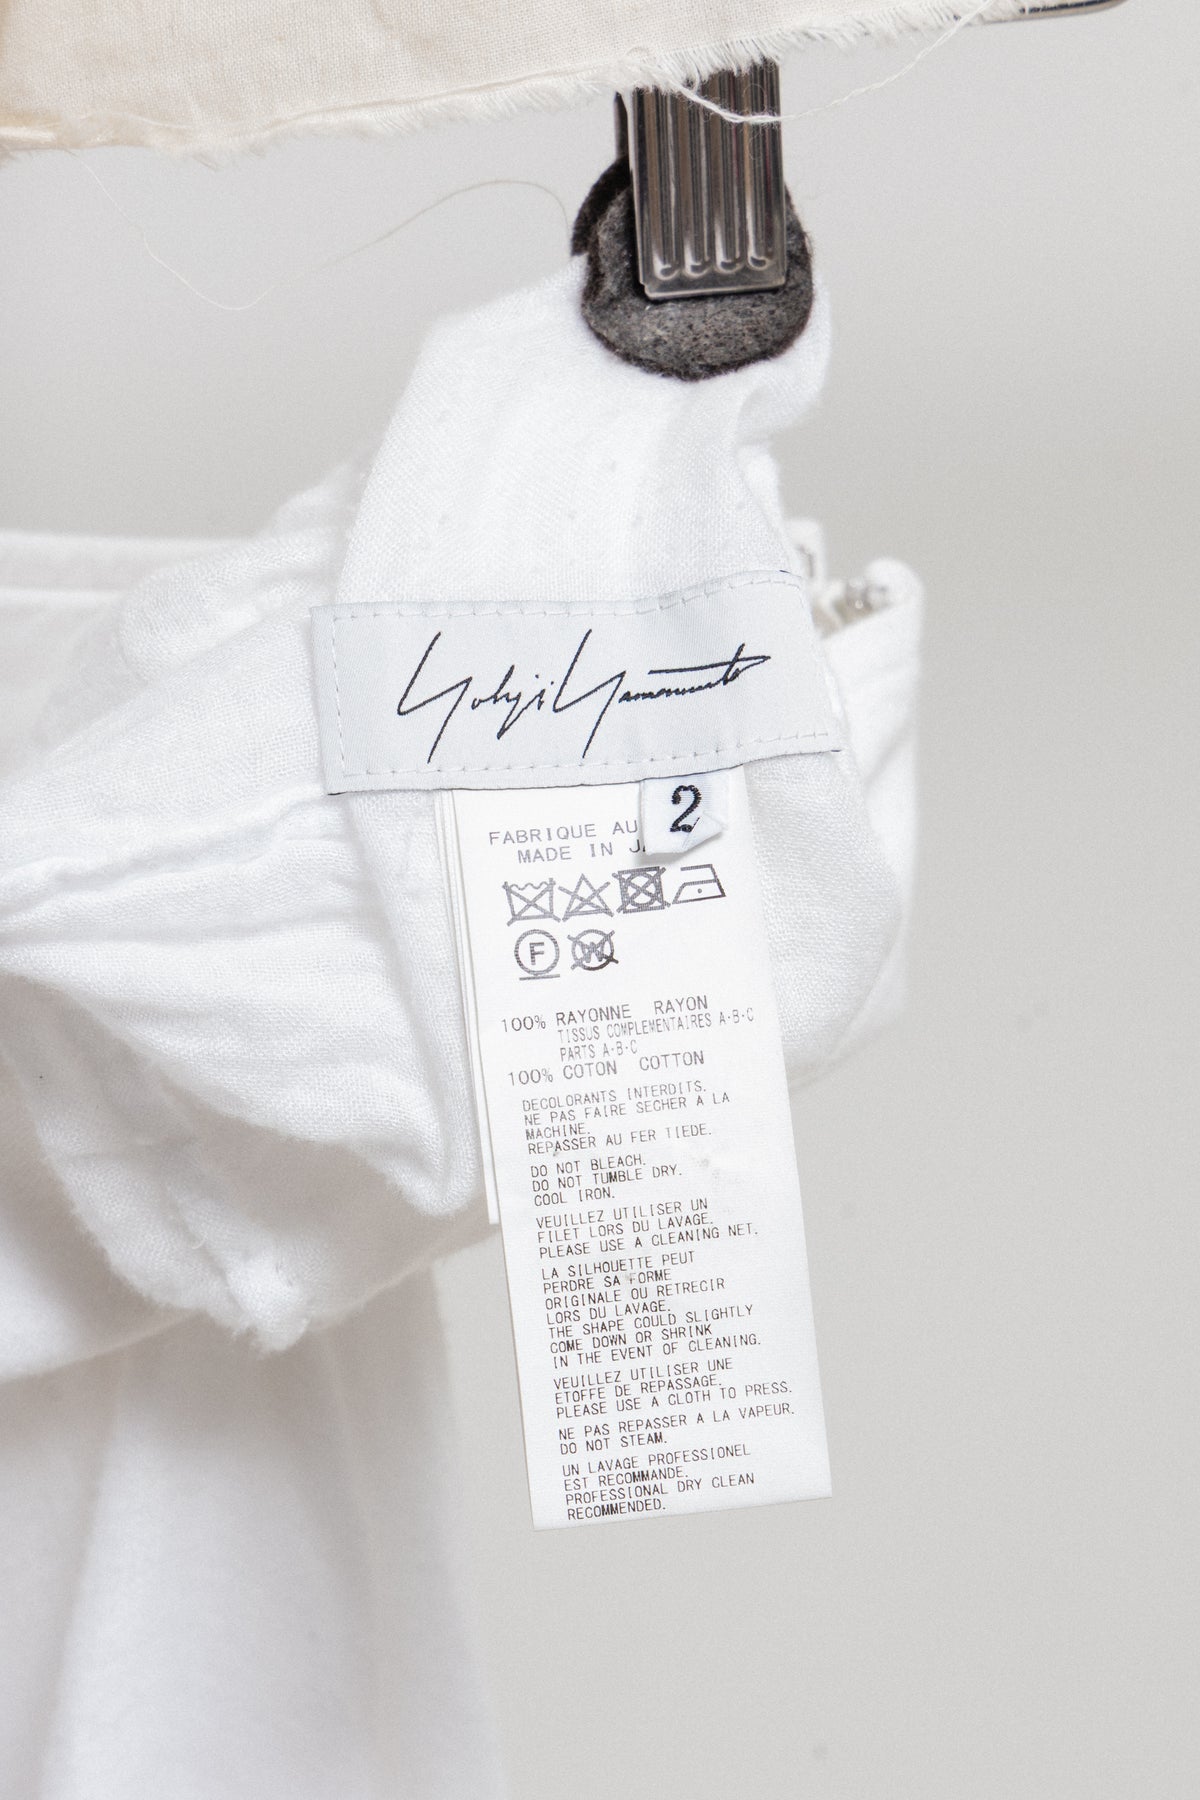 Yohji Yamamoto
2
FABRIQUE AU
MADE IN
F
W
100% RAYONNE RAYON
TISSUS COMPLEMENTAIRES A·B·C
PARTS A·B·C
100% COTON COTTON
DECOLORANTS INTERDITS.
NE PAS FAIRE SECHER A LA
MACHINE.
REPASSER AU FER TIEDE.
DO NOT BLEACH.
DO NOT TUMBLE DRY.
COOL IRON.
VEUILLEZ UTILISER UN
FILET LORS DU LAVAGE.
PLEASE USE A CLEANING NET.
LA SILHOUETTE PEUT
PERDRE SA FORME
ORIGINALE OU RETRECIR
LORS DU LAVAGE.
THE SHAPE COULD SLIGHTLY
COME DOWN OR SHRINK
IN THE EVENT OF CLEANING.
VEUILLEZ UTILISER UNE
ETOFFE DE REPASSAGE.
PLEASE USE A CLOTH TO PRESS.
NE PAS REPASSER A LA VAPEUR.
DO NOT STEAM.
UN LAVAGE PROFESSIONEL
EST RECOMMANDE.
PROFESSIONAL DRY CLEAN
RECOMMENDED.